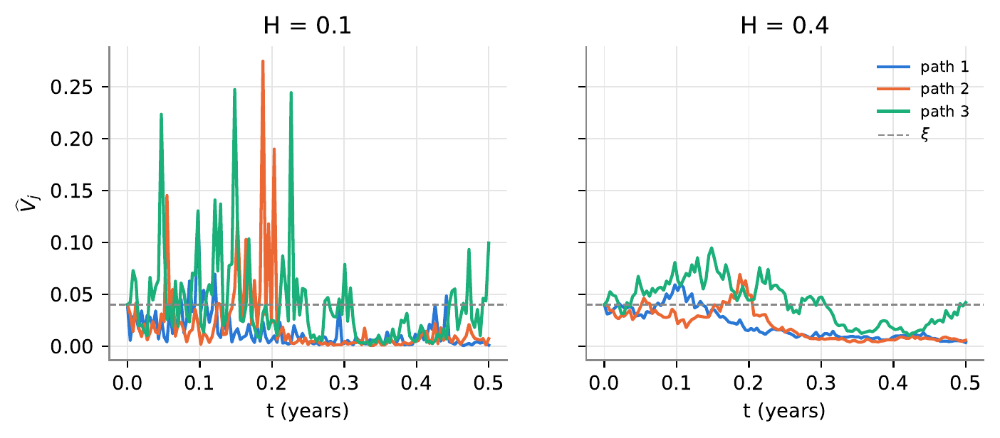 H = 0.1
0.25
0.20
0.15
0.10
0.05
0.00
V̂ⱼ
0.0 0.1 0.2 0.3 0.4 0.5
t (years)
H = 0.4
path 1
path 2
path 3
ξ
0.0 0.1 0.2 0.3 0.4 0.5
t (years)